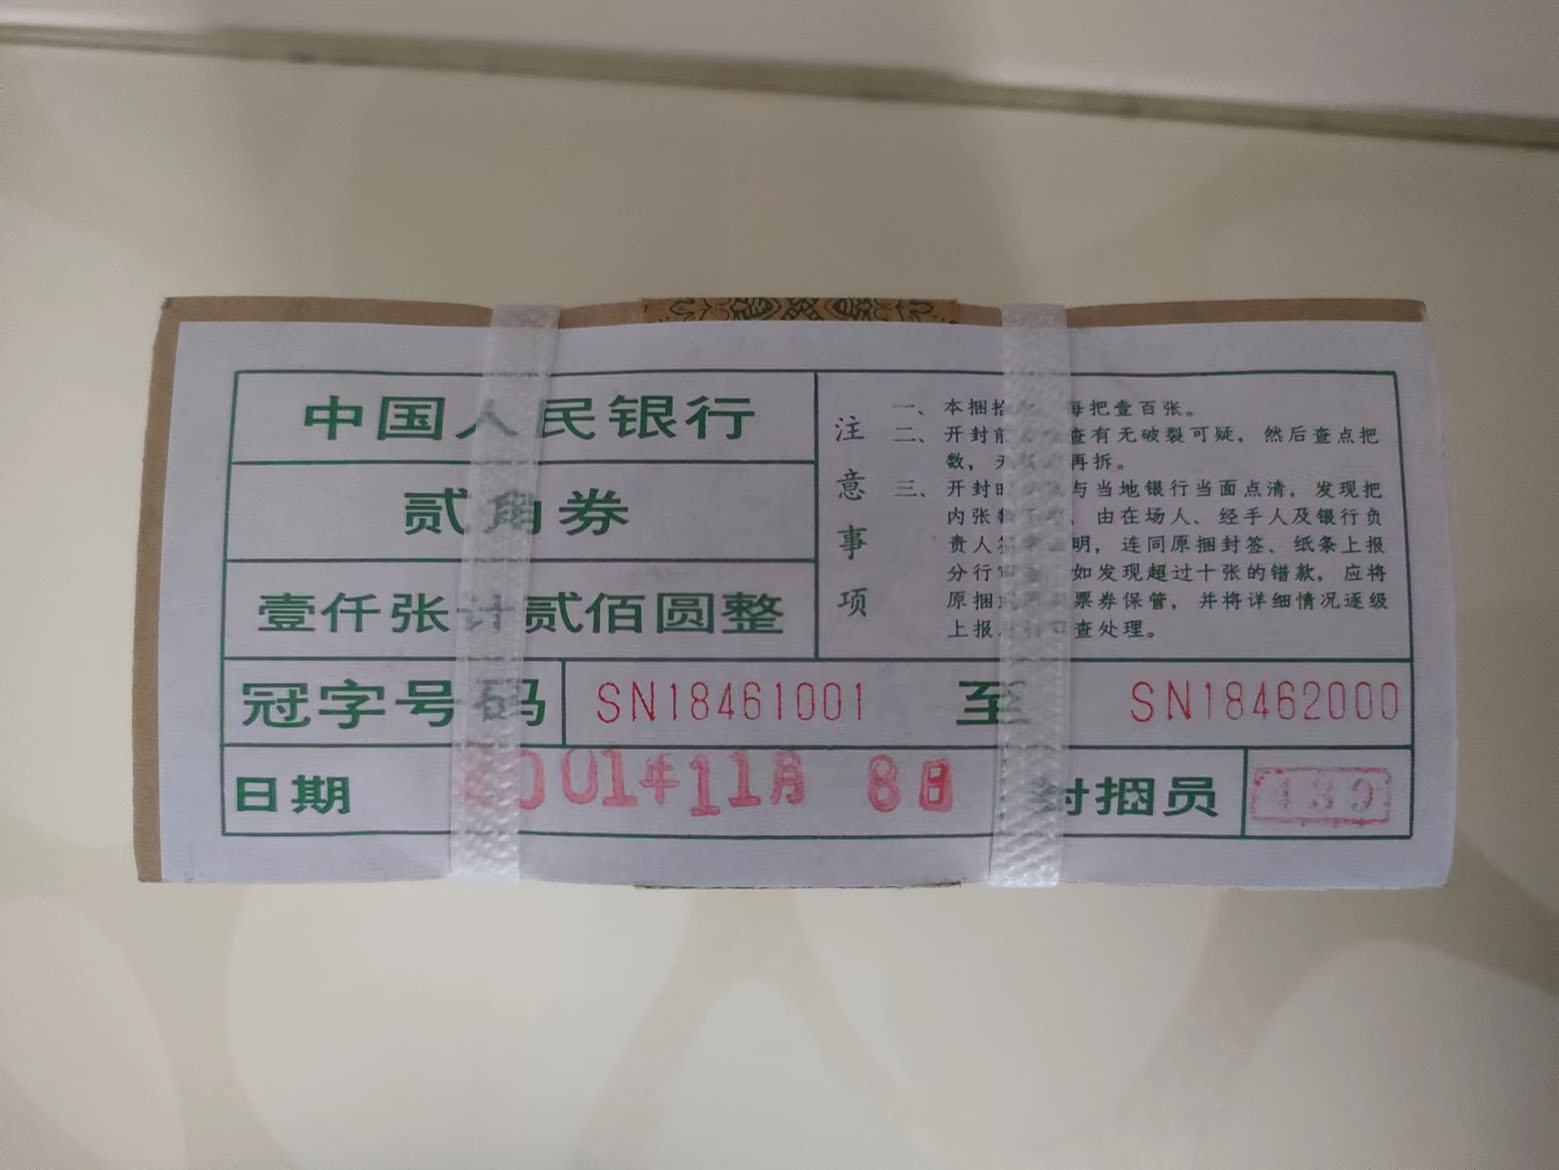 中国人民银行
贰角券
壹仟张计贰佰圆整
注意事项
一、本捆拾 每把壹百张。
二、开封前 查有无破裂可疑，然后查点把
数，无 再拆。
三、开封时 与当地银行当面点清，发现把
内张数 ，由在场人、经手人及银行负
责人 明，连同原捆封签、纸条上报
分行 如发现超过十张的错款，应将
原捆 票券保管，并将详细情况逐级
上报 查处理。
冠字号码 SN18461001 至 SN18462000
日期 2001年11月 8日 封捆员